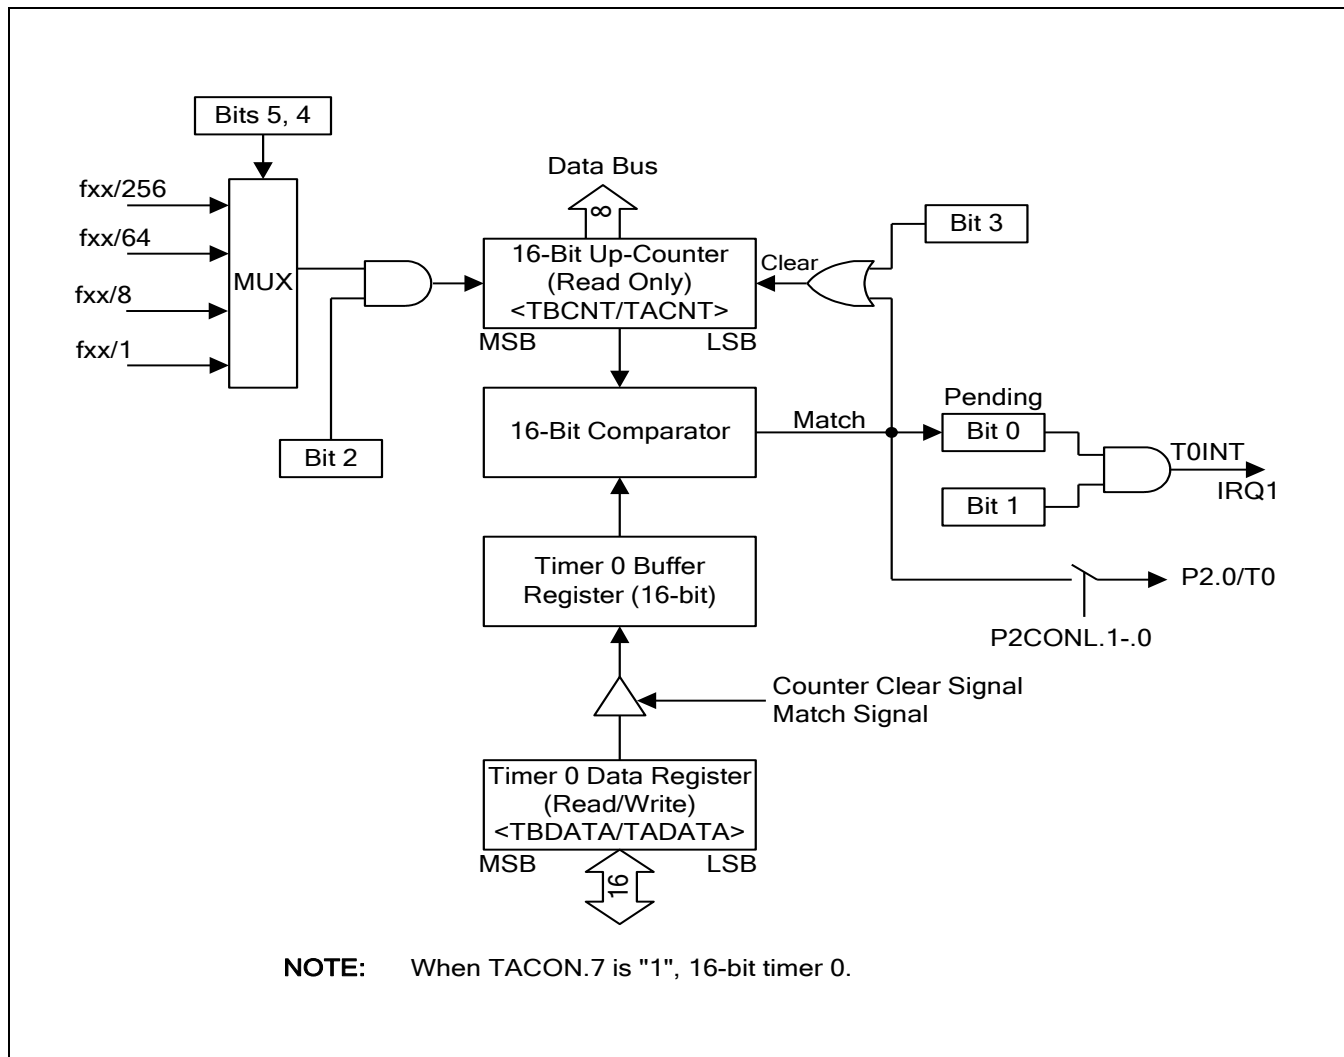 Bits 5, 4
Data Bus
8
fxx/256
fxx/64
fxx/8
fxx/1
MUX
16-Bit Up-Counter
(Read Only)
<TBCNT/TACNT>
MSB
LSB
Clear
Bit 3
Bit 2
16-Bit Comparator
Match
Pending
Bit 0
Bit 1
T0INT
IRQ1
Timer 0 Buffer
Register (16-bit)
P2.0/T0
P2CONL.1-.0
Counter Clear Signal
Match Signal
Timer 0 Data Register
(Read/Write)
<TBDATA/TADATA>
MSB
LSB
16
NOTE: When TACON.7 is "1", 16-bit timer 0.